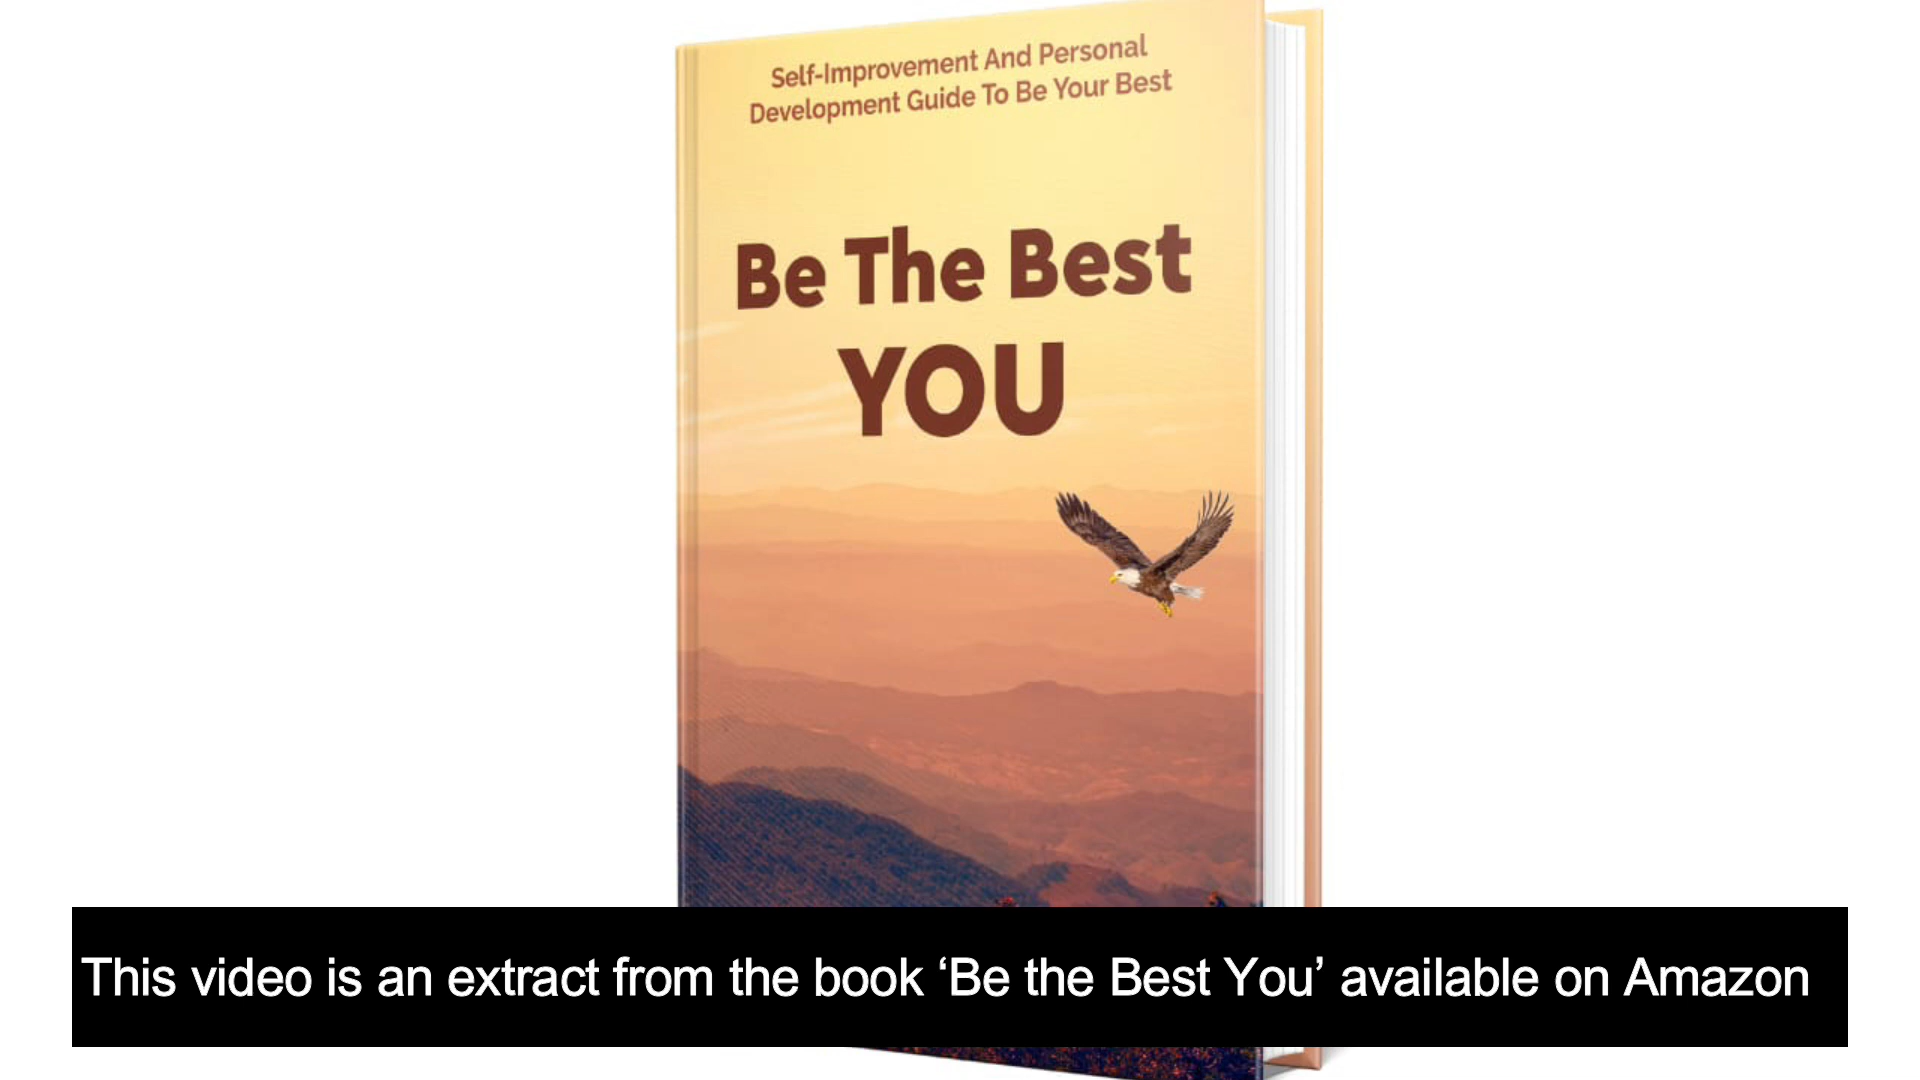 Self-Improvement And Personal
Development Guide To Be Your Best
Be The Best
YOU
This video is an extract from the book ‘Be the Best You’ available on Amazon